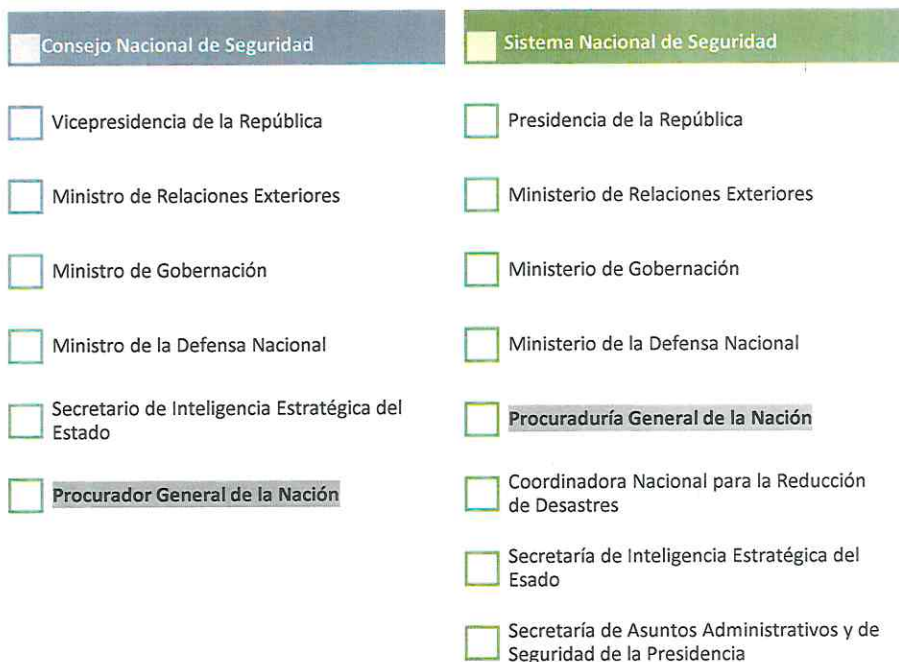 Consejo Nacional de Seguridad
Vicepresidencia de la República
Ministro de Relaciones Exteriores
Ministro de Gobernación
Ministro de la Defensa Nacional
Secretario de Inteligencia Estratégica del
Estado
Procurador General de la Nación
Sistema Nacional de Seguridad
Presidencia de la República
Ministerio de Relaciones Exteriores
Ministerio de Gobernación
Ministerio de la Defensa Nacional
Procuraduría General de la Nación
Coordinadora Nacional para la Reducción
de Desastres
Secretaría de Inteligencia Estratégica del
Esado
Secretaría de Asuntos Administrativos y de
Seguridad de la Presidencia